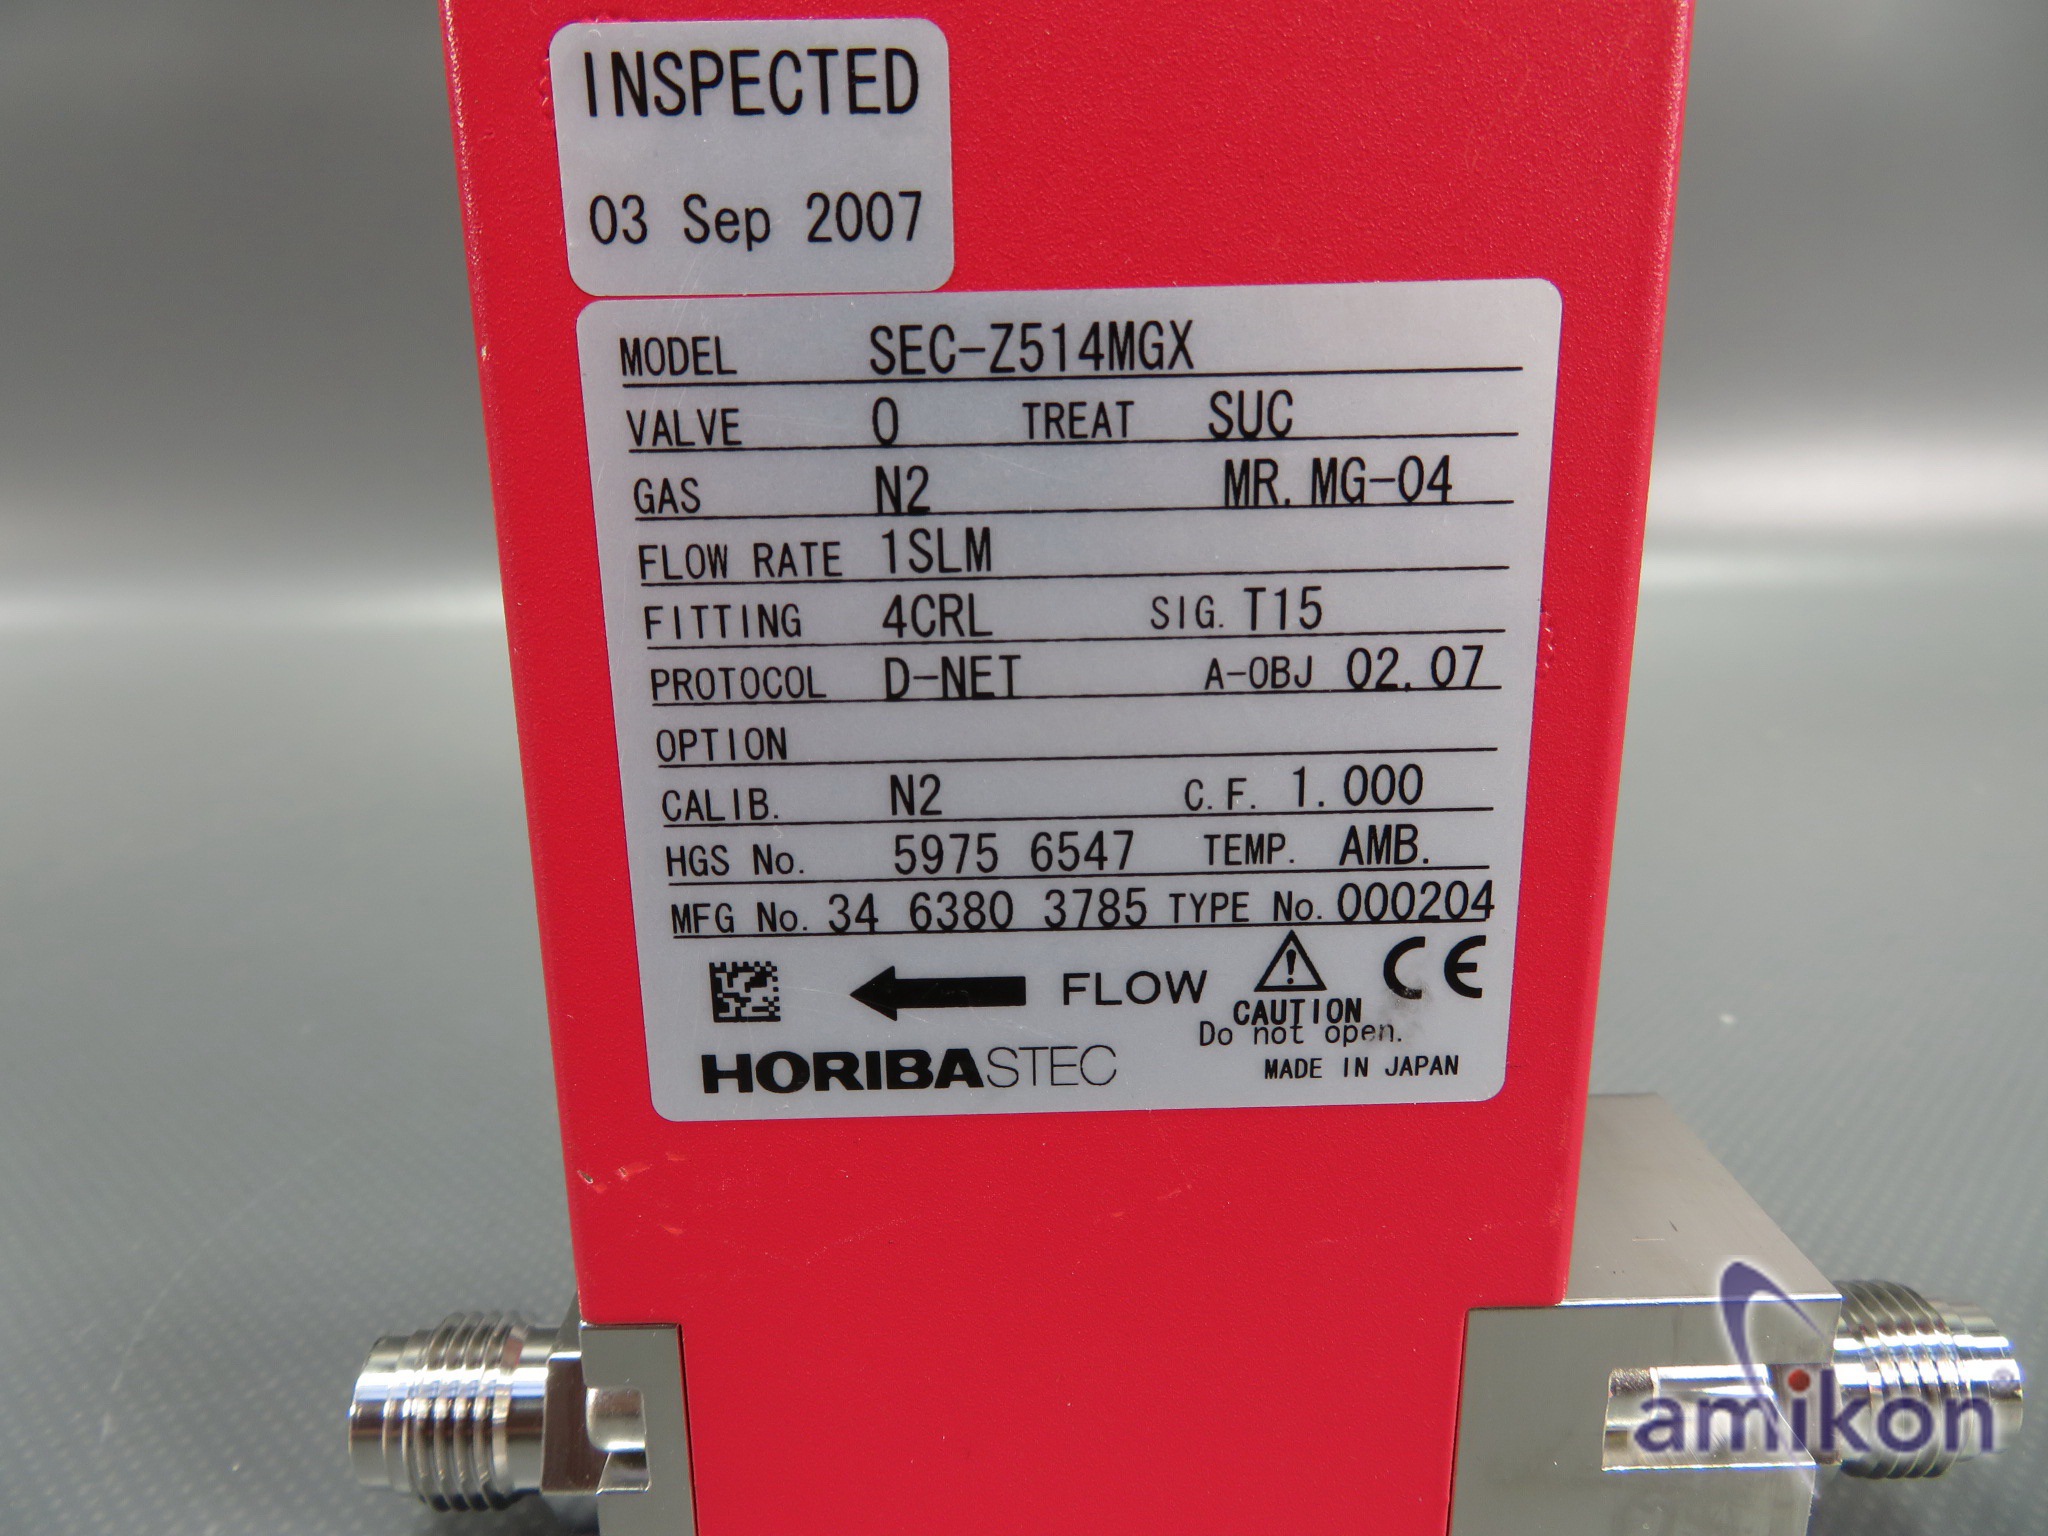 INSPECTED
03 Sep 2007
MODEL SEC-Z514MGX
VALVE O TREAT SUC
GAS N2 MR. MG-04
FLOW RATE 1SLM
FITTING 4CRL SIG. T15
PROTOCOL D-NET A-OBJ 02.07
OPTION
CALIB. N2 C.F. 1.000
HGS No. 5975 6547 TEMP. AMB.
MFG No. 34 6380 3785 TYPE No. 000204
FLOW CE
CAUTION
Do not open.
HORIBASTEC MADE IN JAPAN
amikon